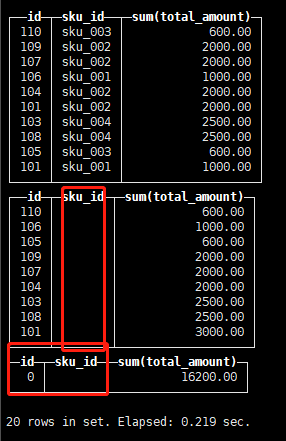 id sku_id sum(total_amount)
110 sku_003 600.00
109 sku_002 2000.00
107 sku_002 2000.00
106 sku_001 1000.00
104 sku_002 2000.00
101 sku_002 2000.00
103 sku_004 2500.00
108 sku_004 2500.00
105 sku_003 600.00
101 sku_001 1000.00
id sku_id sum(total_amount)
110 600.00
106 1000.00
105 600.00
109 2000.00
107 2000.00
104 2000.00
103 2500.00
108 2500.00
101 3000.00
id sku_id sum(total_amount)
0 16200.00
20 rows in set. Elapsed: 0.219 sec.